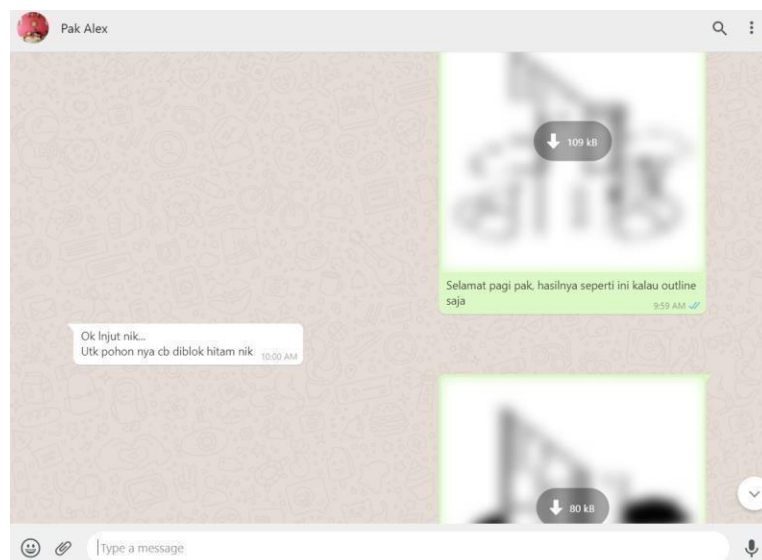 Pak Alex
109 kB
Selamat pagi pak, hasilnya seperti ini kalau outline
saja
9:59 AM
Ok lnjut nik...
Utk pohon nya cb diblok hitam nik
10:00 AM
80 kB
Type a message